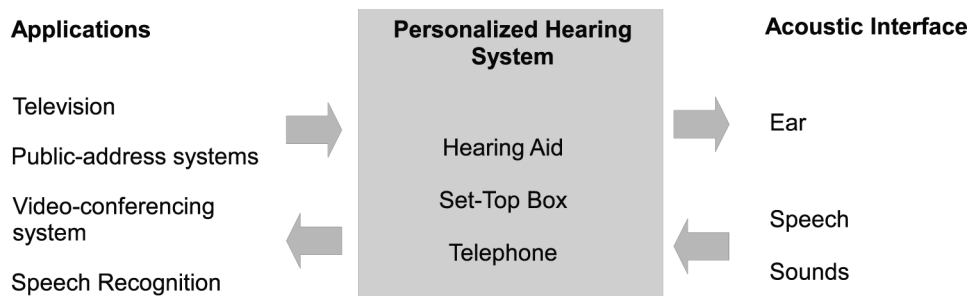 Applications
Television
Public-address systems
Video-conferencing
system
Speech Recognition
Personalized Hearing
System
Hearing Aid
Set-Top Box
Telephone
Acoustic Interface
Ear
Speech
Sounds